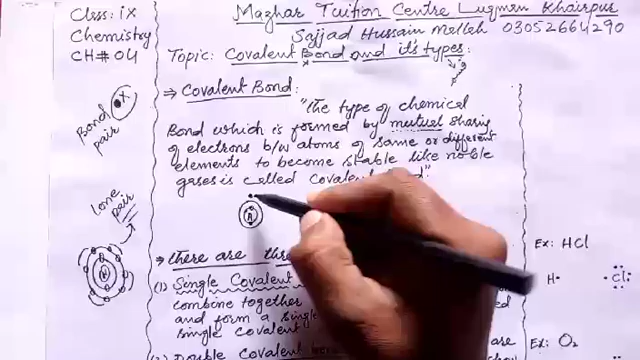 Class: IX
Chemistry
CH# 04
Mazhar Tuition Centre Luqman Khairpur
Sajjad Hussain Melleh 03052664290
Topic: Covalent Bond and it's types:
⇒ Covalent Bond:
"The type of chemical
Bond which is formed by mutual sharing
of electrons b/w atoms of same or different
elements to become stable like noble
gases is called Covalent
Bond pair
lone pair
⇒ There are
(1) Single Covalent
combine together
and form a single
single covalent
(2) Double Covalent
are
Ex: HCl
H· Cl
Ex: O₂